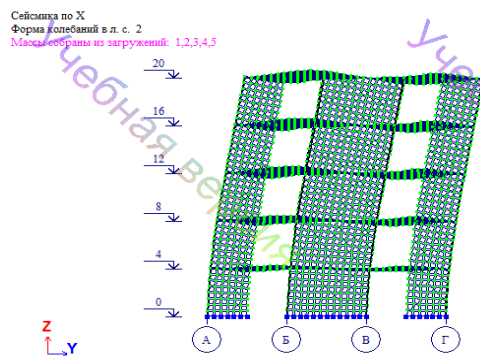 Сейсмика по X
Форма колебаний в л. с. 2
Массы собраны из загружений: 1,2,3,4,5
Учебная версия
Уч
20
16
12
8
4
0
Z
Y
А
Б
В
Г